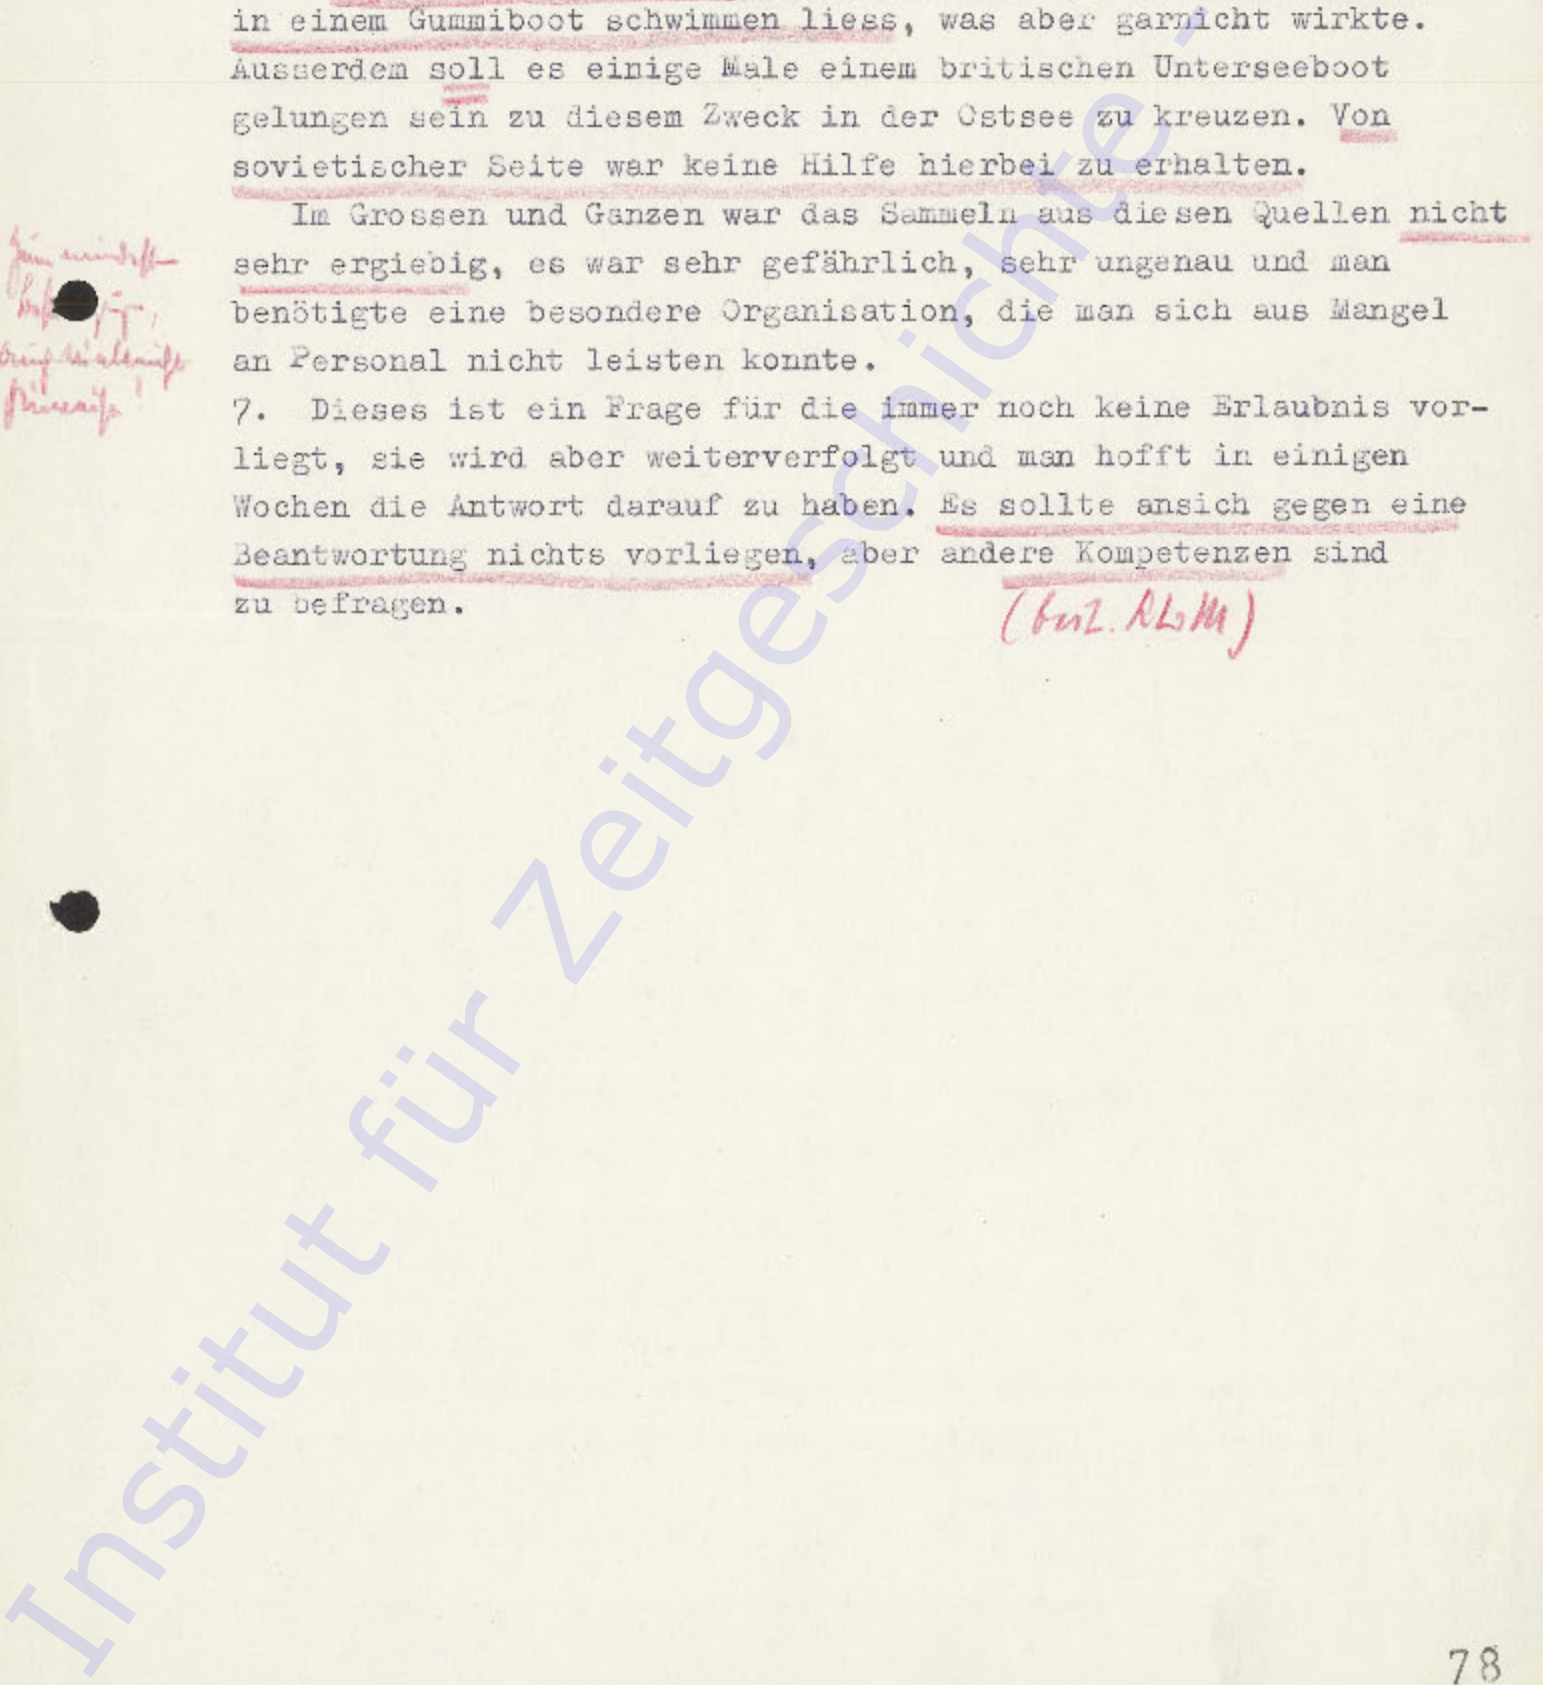 in einem Gummiboot schwimmen liess, was aber garnicht wirkte.
Ausserdem soll es einige Male einem britischen Unterseeboot
gelungen sein zu diesem Zweck in der Ostsee zu kreuzen. Von
sovietischer Seite war keine Hilfe hierbei zu erhalten.
Im Grossen und Ganzen war das Sammeln aus diesen Quellen nicht
sehr ergiebig, es war sehr gefährlich, sehr ungenau und man
benötigte eine besondere Organisation, die man sich aus Mangel
an Personal nicht leisten konnte.
7. Dieses ist ein Frage für die immer noch keine Erlaubnis vor-
liegt, sie wird aber weiterverfolgt und man hofft in einigen
Wochen die Antwort darauf zu haben. Es sollte ansich gegen eine
Beantwortung nichts vorliegen, aber andere Kompetenzen sind
zu befragen.
Institut für Zeitgeschichte -
78